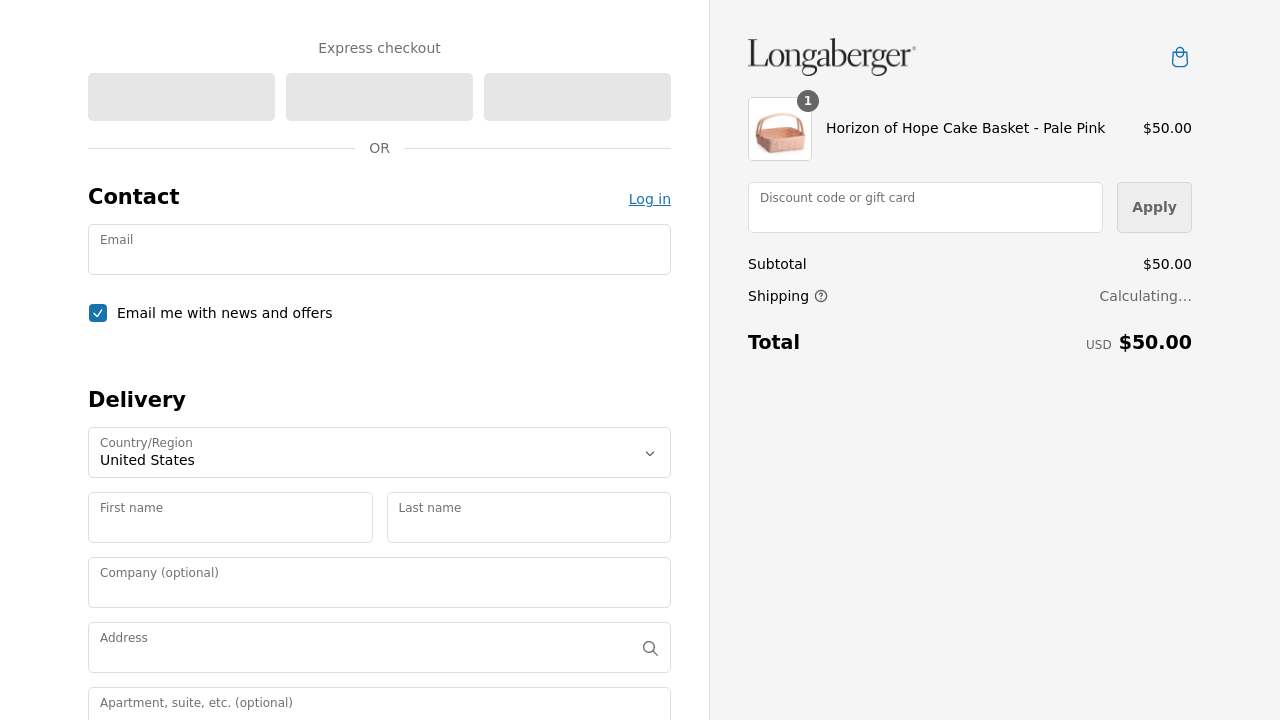 Express checkout
OR
Contact
Log in
Email
Email me with news and offers
Delivery
Country/Region
United States
First name
Last name
Company (optional)
Address
Apartment, suite, etc. (optional)
Longaberger®
1
Horizon of Hope Cake Basket - Pale Pink
$50.00
Discount code or gift card
Apply
Subtotal
$50.00
Shipping
Calculating...
Total
USD $50.00